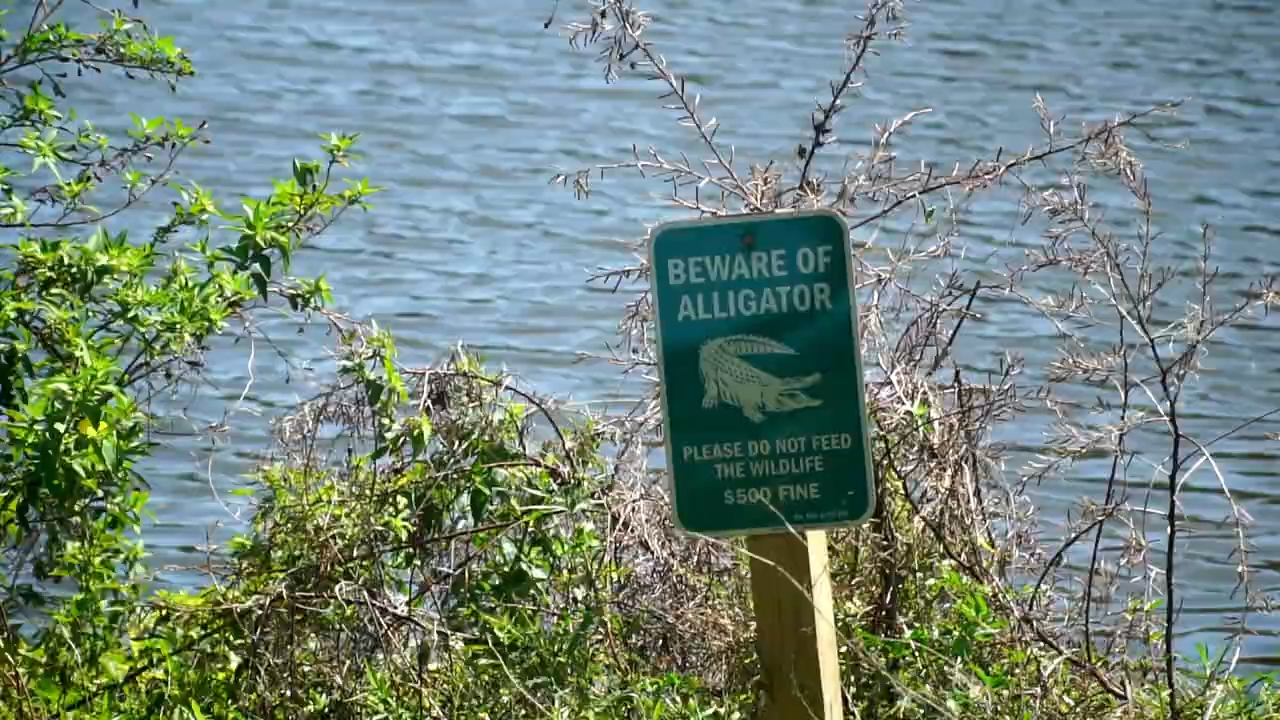 BEWARE OF
ALLIGATOR
PLEASE DO NOT FEED
THE WILDLIFE
$500 FINE